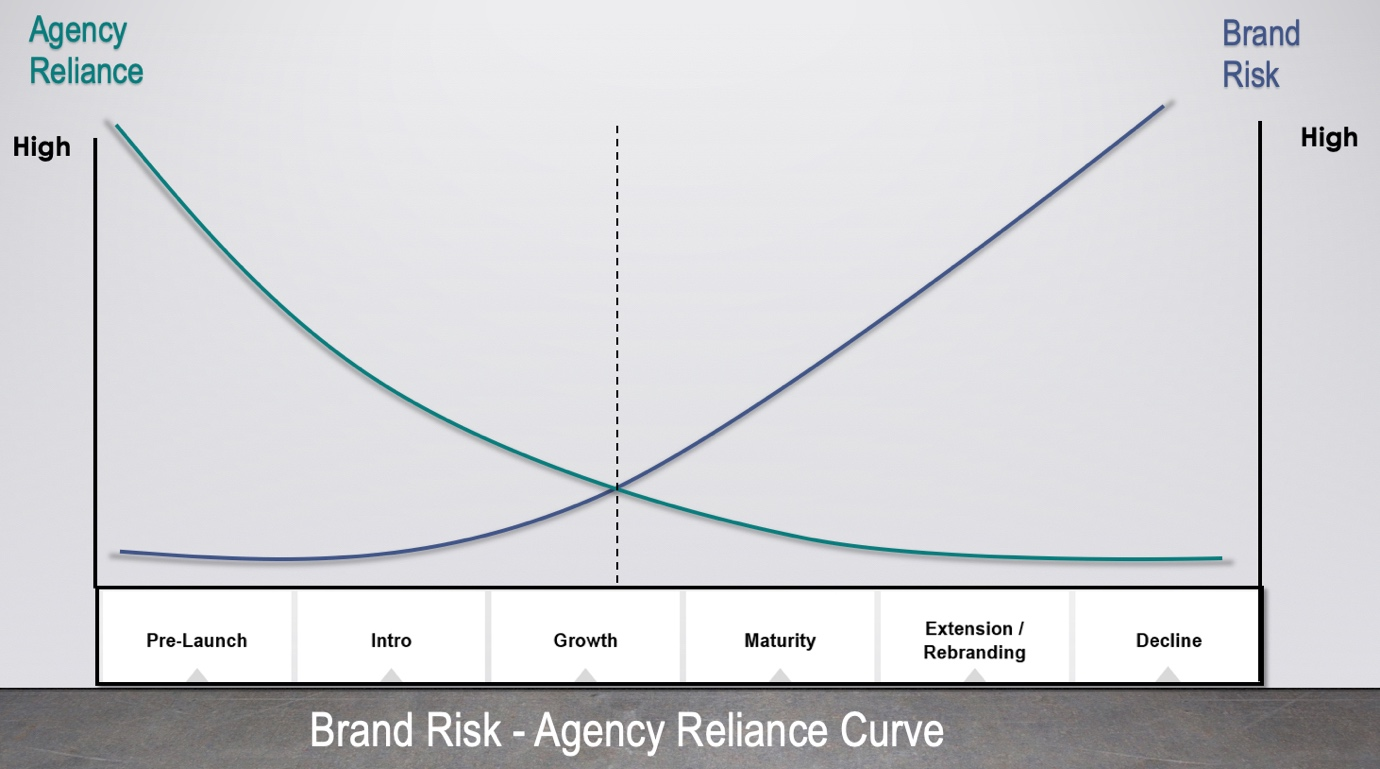 Agency
Reliance
Brand
Risk
High
High
Pre-Launch
Intro
Growth
Maturity
Extension /
Rebranding
Decline
Brand Risk - Agency Reliance Curve